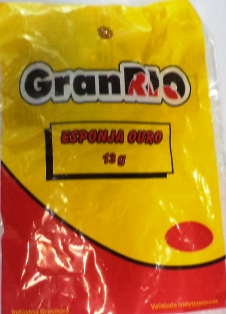 GranRIO
ESPONJA OURO
13 g
Indústria Brasileira
Validade Indeterminada